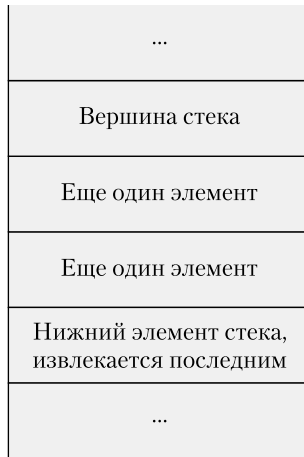 ...
Вершина стека
Еще один элемент
Еще один элемент
Нижний элемент стека,
извлекается последним
...